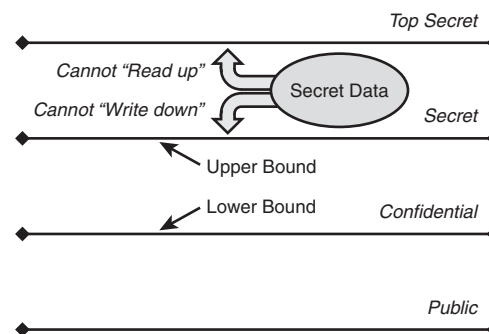 Top Secret
Cannot “Read up”
Secret Data
Cannot “Write down”
Secret
Upper Bound
Lower Bound
Confidential
Public